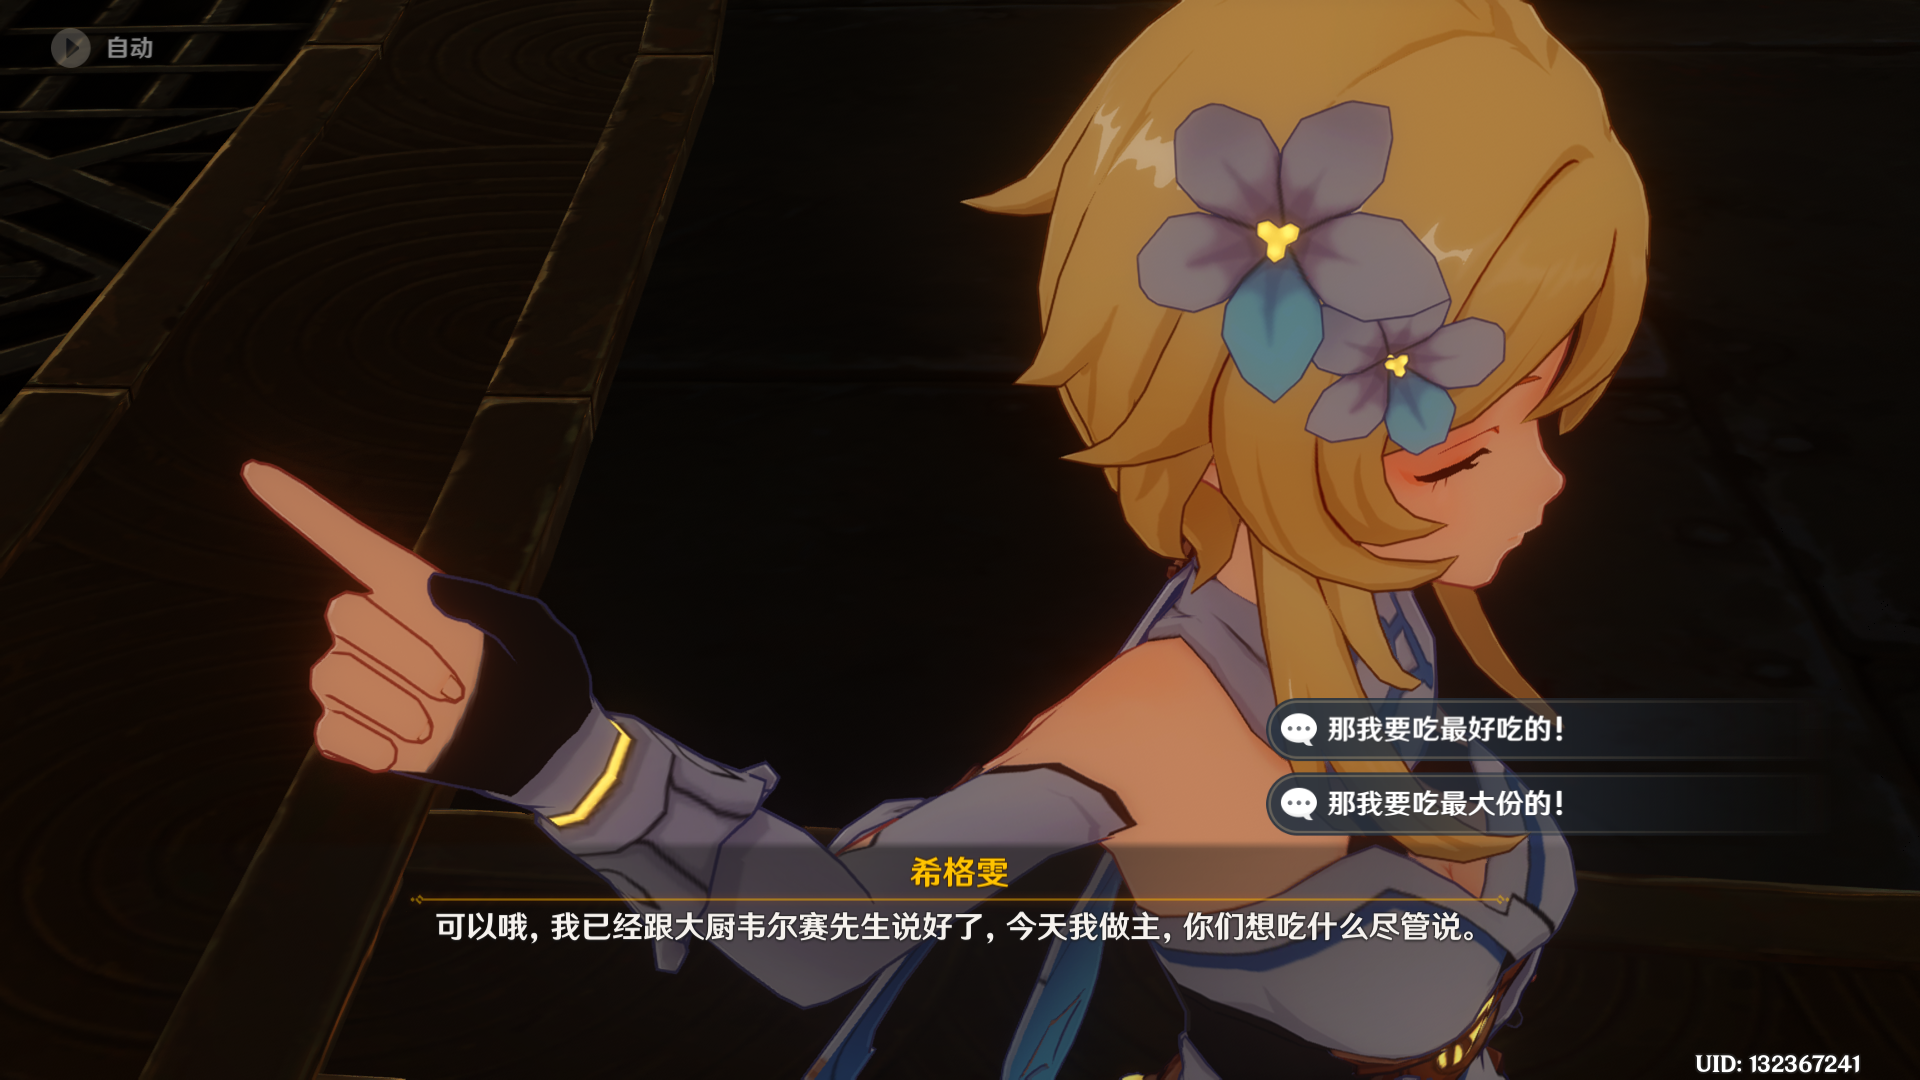 自动
那我要吃最好吃的！
那我要吃最大份的！
希格雯
可以哦，我已经跟大厨韦尔赛先生说好了，今天我做主，你们想吃什么尽管说。
UID: 132367241